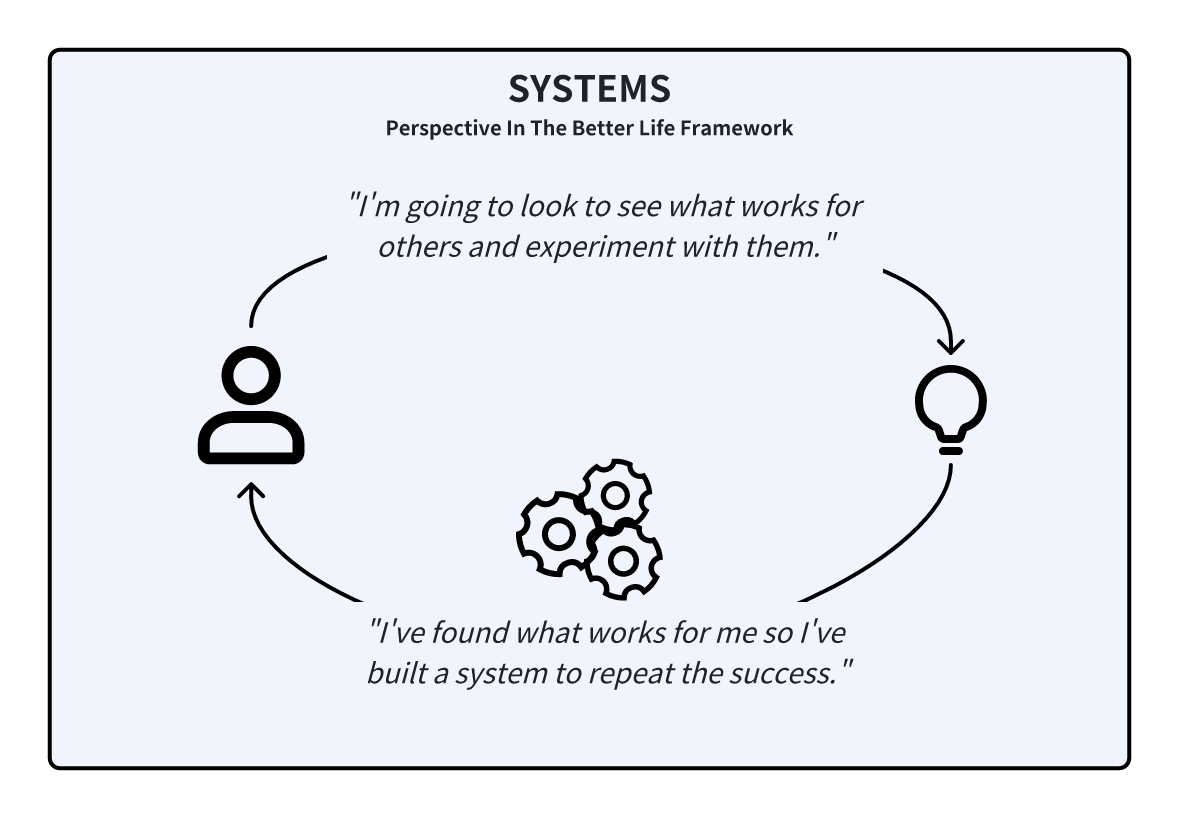 SYSTEMS
Perspective In The Better Life Framework
"I'm going to look to see what works for
others and experiment with them."
"I've found what works for me so I've
built a system to repeat the success."